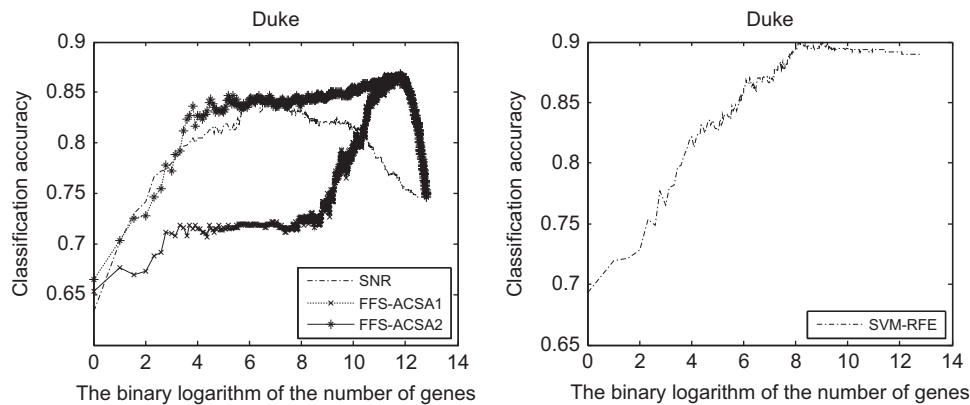 Duke
Classification accuracy
0.9
0.85
0.8
0.75
0.7
0.65
SNR
FFS-ACSA1
FFS-ACSA2
0 2 4 6 8 10 12 14
The binary logarithm of the number of genes
Duke
Classification accuracy
0.9
0.85
0.8
0.75
0.7
0.65
SVM-RFE
0 2 4 6 8 10 12 14
The binary logarithm of the number of genes